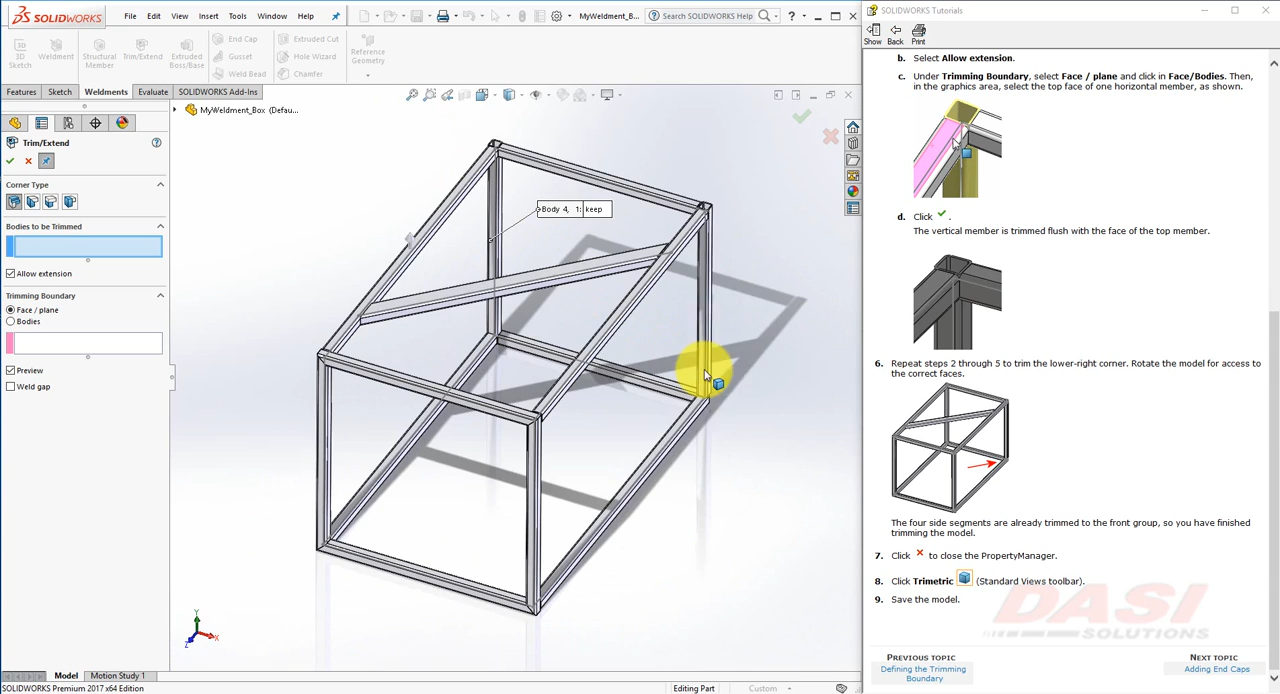 SOLIDWORKS
File Edit View Insert Tools Window Help
MyWeldment_B...
Search SOLIDWORKS Help
3D Sketch
Weldment
Structural Member
Trim/Extend
Extruded Boss/Base
End Cap
Gusset
Weld Bead
Extruded Cut
Hole Wizard
Chamfer
Reference Geometry
Features Sketch Weldments Evaluate SOLIDWORKS Add-Ins
MyWeldment_Box (Defau...
Trim/Extend
Corner Type
Bodies to be Trimmed
Allow extension
Trimming Boundary
Face / plane
Bodies
Preview
Weld gap
Body 4, 1: keep
Y
X
Z
Model Motion Study 1
SOLIDWORKS Premium 2017 x64 Edition
Editing Part
Custom
SOLIDWORKS Tutorials
Show Back Print
b. Select Allow extension.
c. Under Trimming Boundary, select Face / plane and click in Face/Bodies. Then,
in the graphics area, select the top face of one horizontal member, as shown.
d. Click .
The vertical member is trimmed flush with the face of the top member.
6. Repeat steps 2 through 5 to trim the lower-right corner. Rotate the model for access to
the correct faces.
The four side segments are already trimmed to the front group, so you have finished
trimming the model.
7. Click to close the PropertyManager.
8. Click Trimetric (Standard Views toolbar).
9. Save the model.
DASI
SOLUTIONS
PREVIOUS TOPIC
Defining the Trimming
Boundary
NEXT TOPIC
Adding End Caps